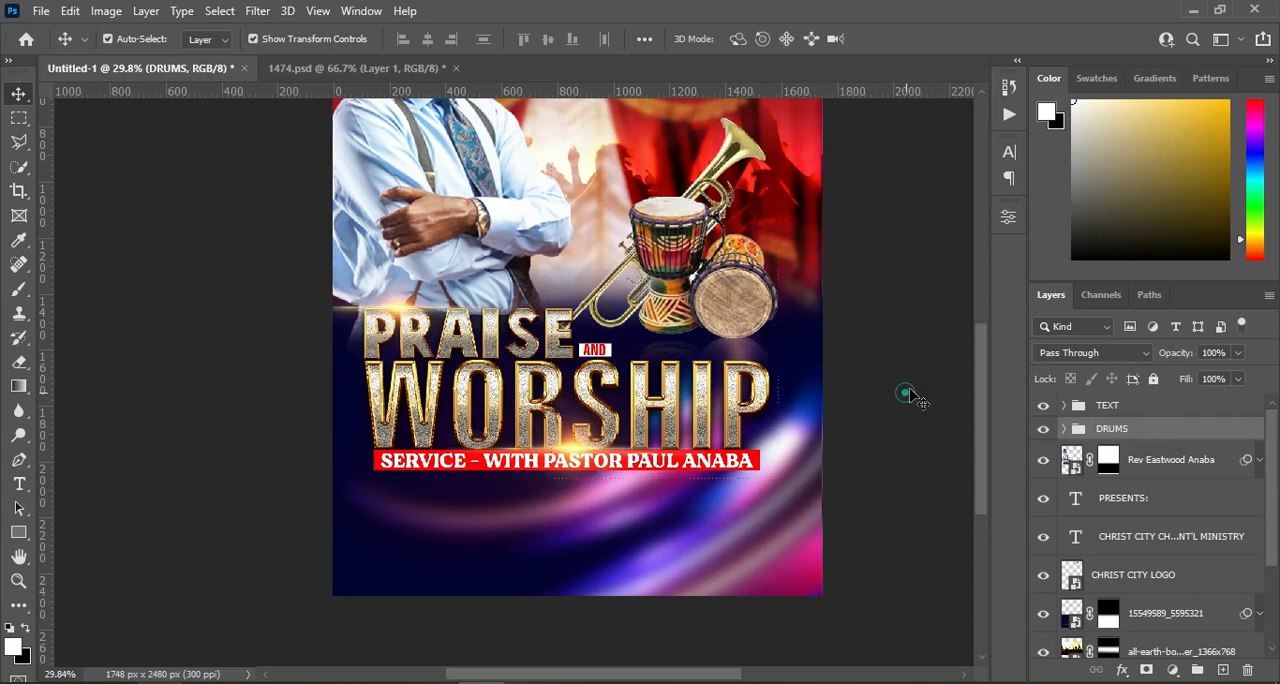 Ps File Edit Image Layer Type Select Filter 3D View Window Help
Auto-Select: Layer Show Transform Controls 3D Mode:
Untitled-1 @ 29.8% (DRUMS, RGB/8) * × 1474.psd @ 66.7% (Layer 1, RGB/8) * ×
1000 800 600 400 200 0 200 400 600 800 1000 1200 1400 1600 1800 2000 2200
Color Swatches Gradients Patterns
PRAISE
AND
WORSHIP
SERVICE - WITH PASTOR PAUL ANABA
Layers Channels Paths
Kind
Pass Through Opacity: 100%
Lock: Fill: 100%
TEXT
DRUMS
Rev Eastwood Anaba
PRESENTS:
CHRIST CITY CH...NT'L MINISTRY
CHRIST CITY LOGO
15549589_5595321
all-earth-bo...er_1366x768
29.84% 1748 px x 2480 px (300 ppi)